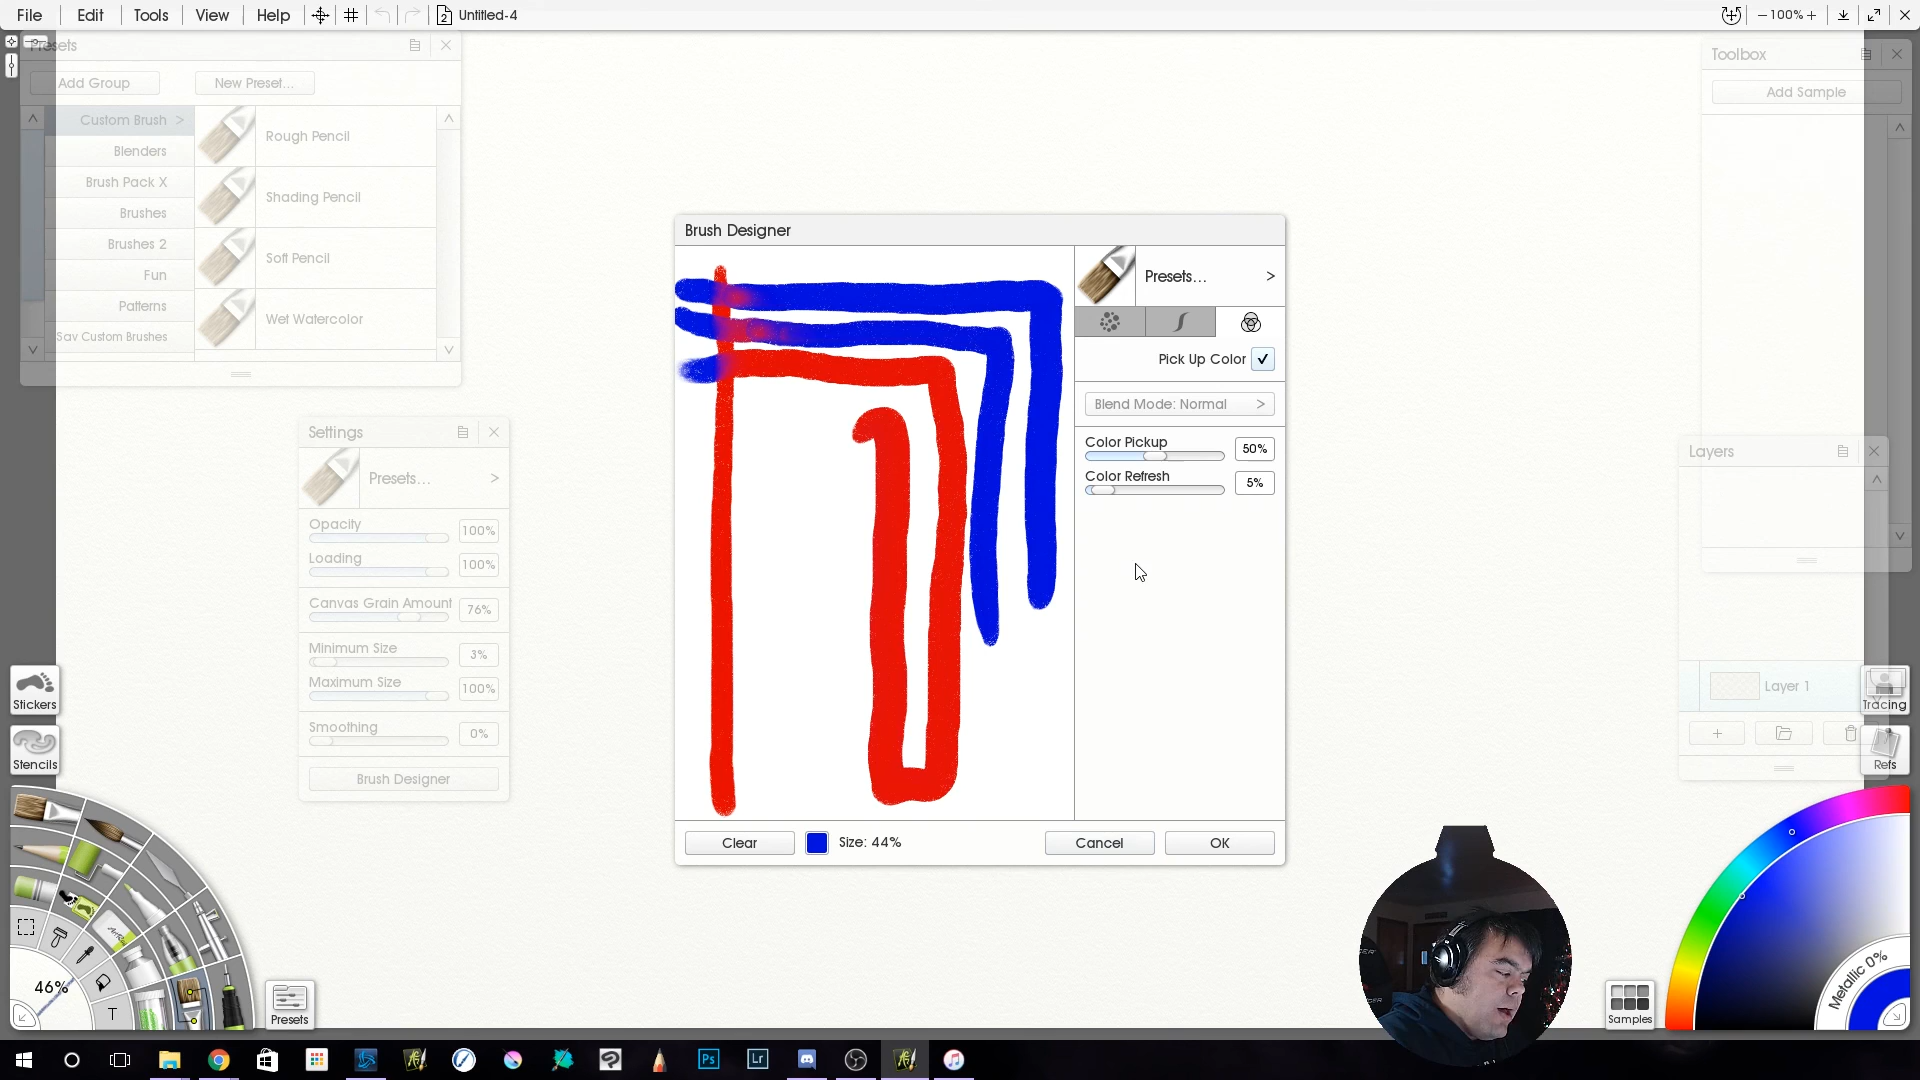 File Edit Tools View Help 2 Untitled-4 100%
Presets
Add Group New Preset...
Custom Brush >
Blenders
Brush Pack X
Brushes
Brushes 2
Fun
Patterns
Sav Custom Brushes
Rough Pencil
Shading Pencil
Soft Pencil
Wet Watercolor
Settings
Presets... >
Opacity 100%
Loading 100%
Canvas Grain Amount 76%
Minimum Size 3%
Maximum Size 100%
Smoothing 0%
Brush Designer
Brush Designer
Presets... >
Pick Up Color
Blend Mode: Normal >
Color Pickup 50%
Color Refresh 5%
Clear Size: 44% Cancel OK
Toolbox
Add Sample
Layers
Layer 1
Tracing
Refs
Stickers
Stencils
46%
T
Presets
Samples
Metallic 0%
Ps Lr